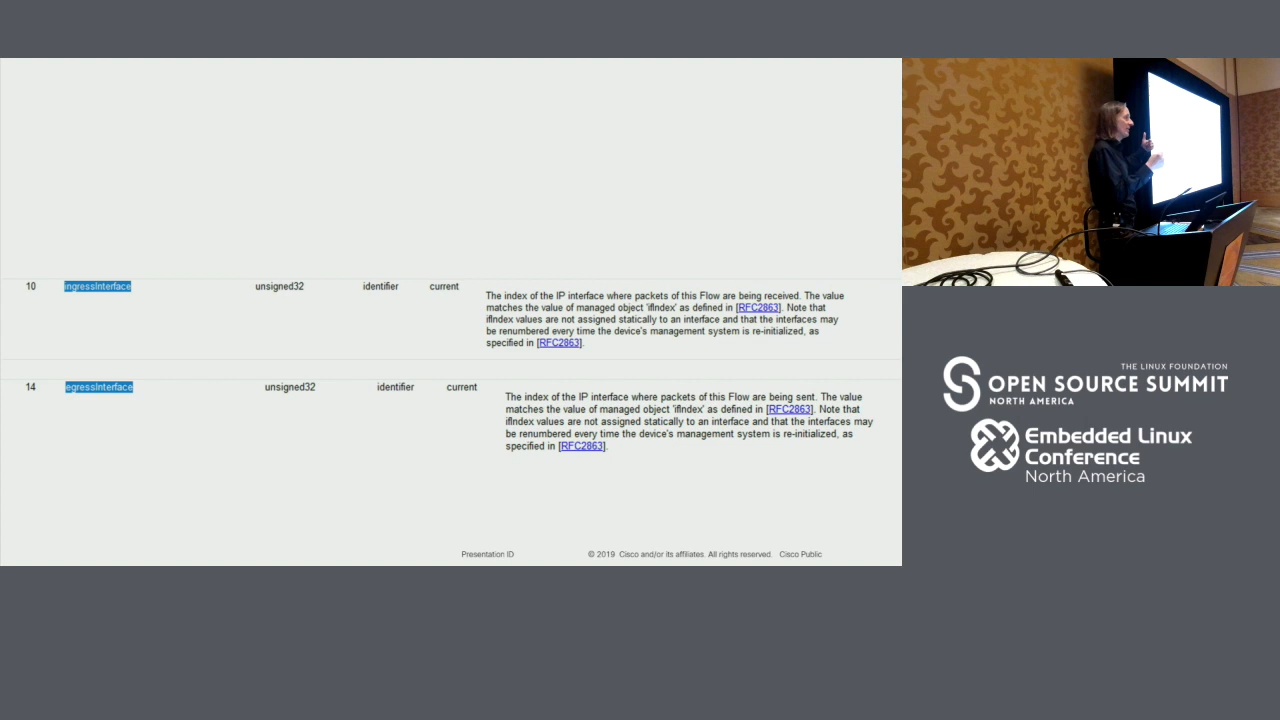 10 ingressInterface unsigned32 identifier current
The index of the IP interface where packets of this Flow are being received. The value
matches the value of managed object 'ifIndex' as defined in [RFC2863]. Note that
ifIndex values are not assigned statically to an interface and that the interfaces may
be renumbered every time the device's management system is re-initialized, as
specified in [RFC2863].
14 egressInterface unsigned32 identifier current
The index of the IP interface where packets of this Flow are being sent. The value
matches the value of managed object 'ifIndex' as defined in [RFC2863]. Note that
ifIndex values are not assigned statically to an interface and that the interfaces may
be renumbered every time the device's management system is re-initialized, as
specified in [RFC2863].
Presentation ID © 2019 Cisco and/or its affiliates. All rights reserved. Cisco Public
THE LINUX FOUNDATION
OPEN SOURCE SUMMIT
NORTH AMERICA
Embedded Linux
Conference
North America